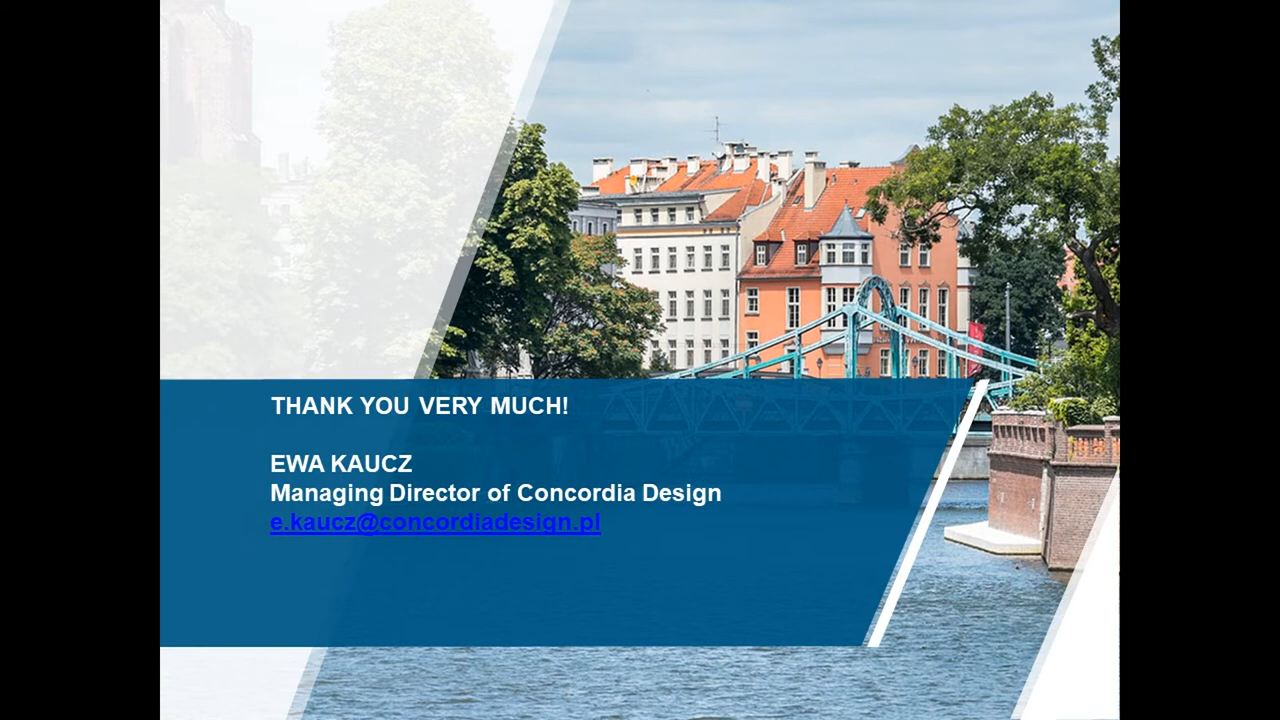 THANK YOU VERY MUCH!
EWA KAUCZ
Managing Director of Concordia Design
e.kaucz@concordiadesign.pl